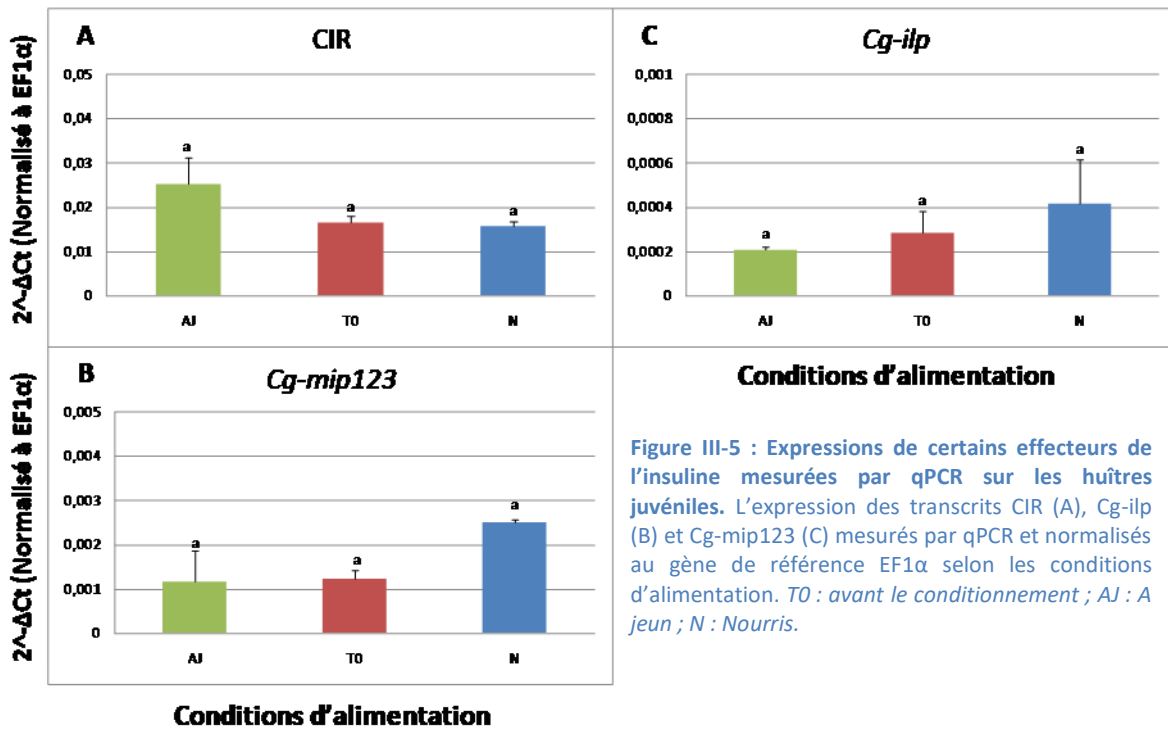 A
CIR
2^-ΔCt (Normalisé à EF1α)
0,05
0,04
0,03
0,02
0,01
0
a
a
a
AJ
T0
N
C
Cg-ilp
0,001
0,0008
0,0006
0,0004
0,0002
0
a
a
a
AJ
T0
N
Conditions d'alimentation
B
Cg-mip123
2^-ΔCt (Normalisé à EF1α)
0,005
0,004
0,003
0,002
0,001
0
a
a
a
AJ
T0
N
Conditions d'alimentation
Figure III-5 : Expressions de certains effecteurs de
l'insuline mesurées par qPCR sur les huîtres
juvéniles. L'expression des transcrits CIR (A), Cg-ilp
(B) et Cg-mip123 (C) mesurés par qPCR et normalisés
au gène de référence EF1α selon les conditions
d'alimentation. T0 : avant le conditionnement ; AJ : A
jeun ; N : Nourris.